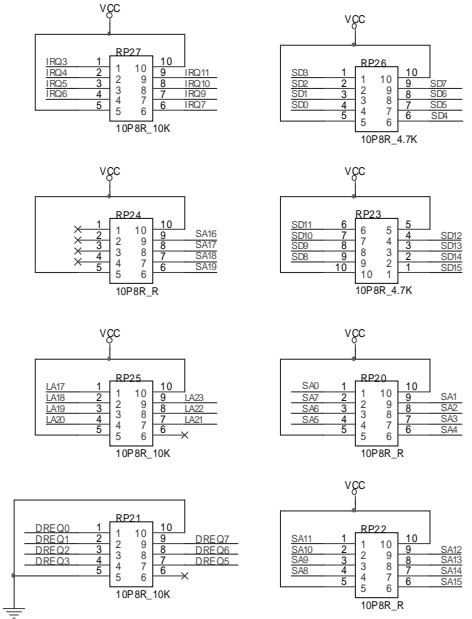 VCC
RP27
IRQ3 1 1 10 10
IRQ4 2 2 9 9 IRQ11
IRQ5 3 3 8 8 IRQ10
IRQ6 4 4 7 7 IRQ9
5 5 6 6 IRQ7
10P8R_10K
VCC
RP26
SD3 1 1 10 10
SD2 2 2 9 9 SD7
SD1 3 3 8 8 SD6
SD0 4 4 7 7 SD5
5 5 6 6 SD4
10P8R_4.7K
VCC
RP24
1 1 10 10
2 2 9 9 SA16
3 3 8 8 SA17
4 4 7 7 SA18
5 5 6 6 SA19
10P8R_R
VCC
RP23
SD11 6 6 5 5
SD10 7 7 4 4 SD12
SD9 8 8 3 3 SD13
SD8 9 9 2 2 SD14
10 10 1 1 SD15
10P8R_4.7K
VCC
RP25
LA17 1 1 10 10
LA18 2 2 9 9 LA23
LA19 3 3 8 8 LA22
LA20 4 4 7 7 LA21
5 5 6 6
10P8R_10K
VCC
RP20
SA0 1 1 10 10
SA7 2 2 9 9 SA1
SA6 3 3 8 8 SA2
SA5 4 4 7 7 SA3
5 5 6 6 SA4
10P8R_R
RP21
DREQ0 1 1 10 10
DREQ1 2 2 9 9 DREQ7
DREQ2 3 3 8 8 DREQ6
DREQ3 4 4 7 7 DREQ5
5 5 6 6
10P8R_10K
VCC
RP22
SA11 1 1 10 10
SA10 2 2 9 9 SA12
SA9 3 3 8 8 SA13
SA8 4 4 7 7 SA14
5 5 6 6 SA15
10P8R_R